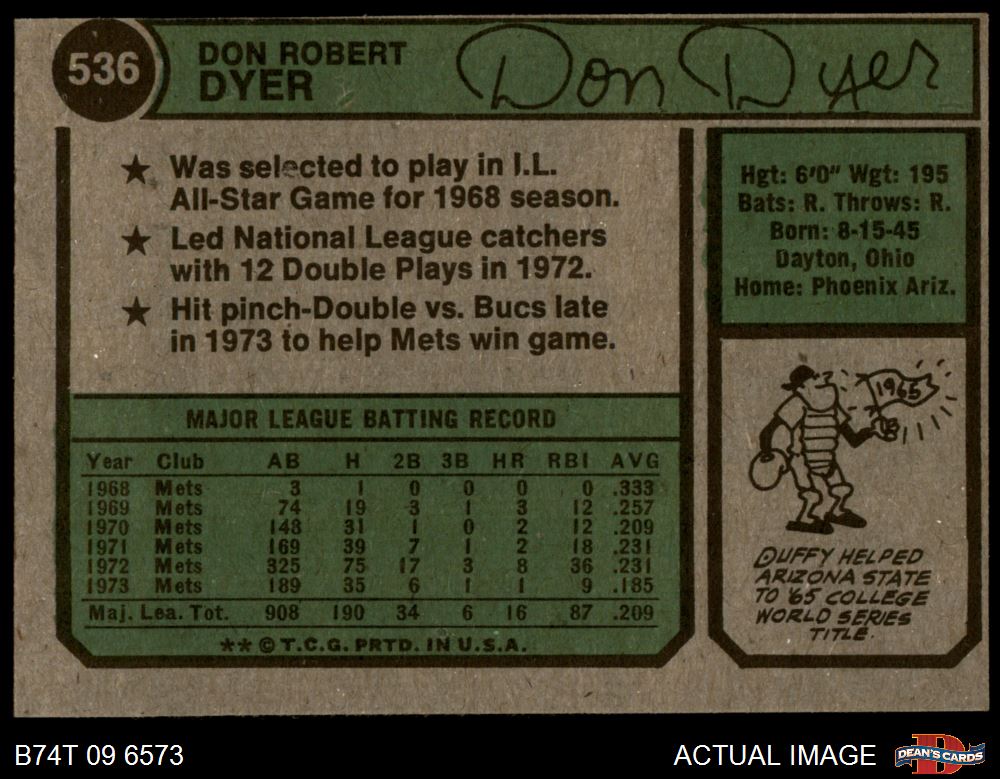 536
DON ROBERT
DYER
Don Dyer
★ Was selected to play in I.L.
All-Star Game for 1968 season.
★ Led National League catchers
with 12 Double Plays in 1972.
★ Hit pinch-Double vs. Bucs late
in 1973 to help Mets win game.
Hgt: 6'0" Wgt: 195
Bats: R. Throws: R.
Born: 8-15-45
Dayton, Ohio
Home: Phoenix Ariz.
MAJOR LEAGUE BATTING RECORD
Year Club AB H 2B 3B HR RBI AVG
1968 Mets 3 1 0 0 0 0 .333
1969 Mets 74 19 3 1 3 12 .257
1970 Mets 148 31 1 0 2 12 .209
1971 Mets 169 39 7 1 2 18 .231
1972 Mets 325 75 17 3 8 36 .231
1973 Mets 189 35 6 1 1 9 .185
Maj. Lea. Tot. 908 190 34 6 16 87 .209
** © T.C.G. PRTD. IN U.S.A.
1965
DUFFY HELPED
ARIZONA STATE
TO '65 COLLEGE
WORLD SERIES
TITLE.
B74T 09 6573
ACTUAL IMAGE
DEAN'S CARDS